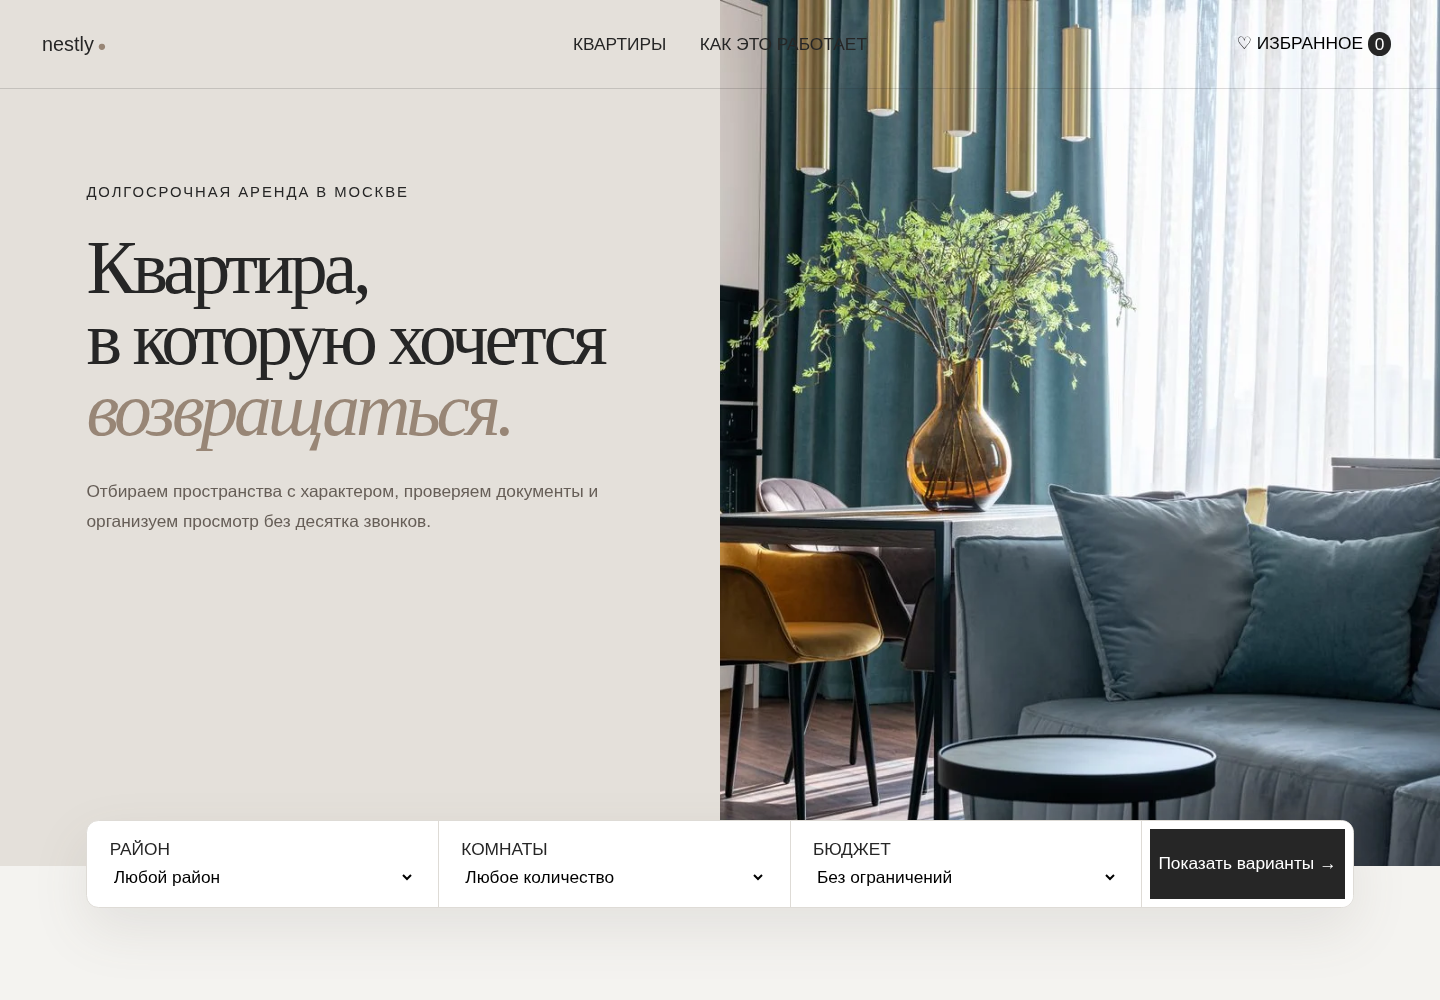 nestly
КВАРТИРЫ
КАК ЭТО РАБОТАЕТ
♡ ИЗБРАННОЕ 0
ДОЛГОСРОЧНАЯ АРЕНДА В МОСКВЕ
Квартира,
в которую хочется
возвращаться.
Отбираем пространства с характером, проверяем документы и
организуем просмотр без десятка звонков.
РАЙОН
Любой район
КОМНАТЫ
Любое количество
БЮДЖЕТ
Без ограничений
Показать варианты →